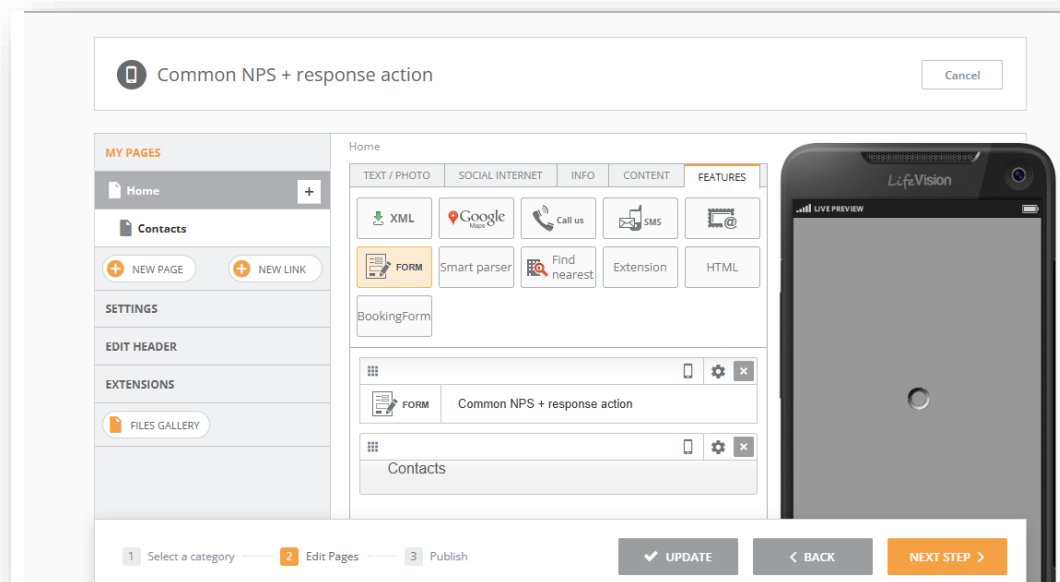 Common NPS + response action
Cancel
MY PAGES
Home
+
Contacts
NEW PAGE
NEW LINK
SETTINGS
EDIT HEADER
EXTENSIONS
FILES GALLERY
Home
TEXT / PHOTO SOCIAL INTERNET INFO CONTENT FEATURES
XML Google Maps Call us SMS @
FORM Smart parser Find nearest Extension HTML
BookingForm
FORM Common NPS + response action
Contacts
LifeVision
LIVE PREVIEW
1 Select a category 2 Edit Pages 3 Publish
UPDATE
BACK
NEXT STEP